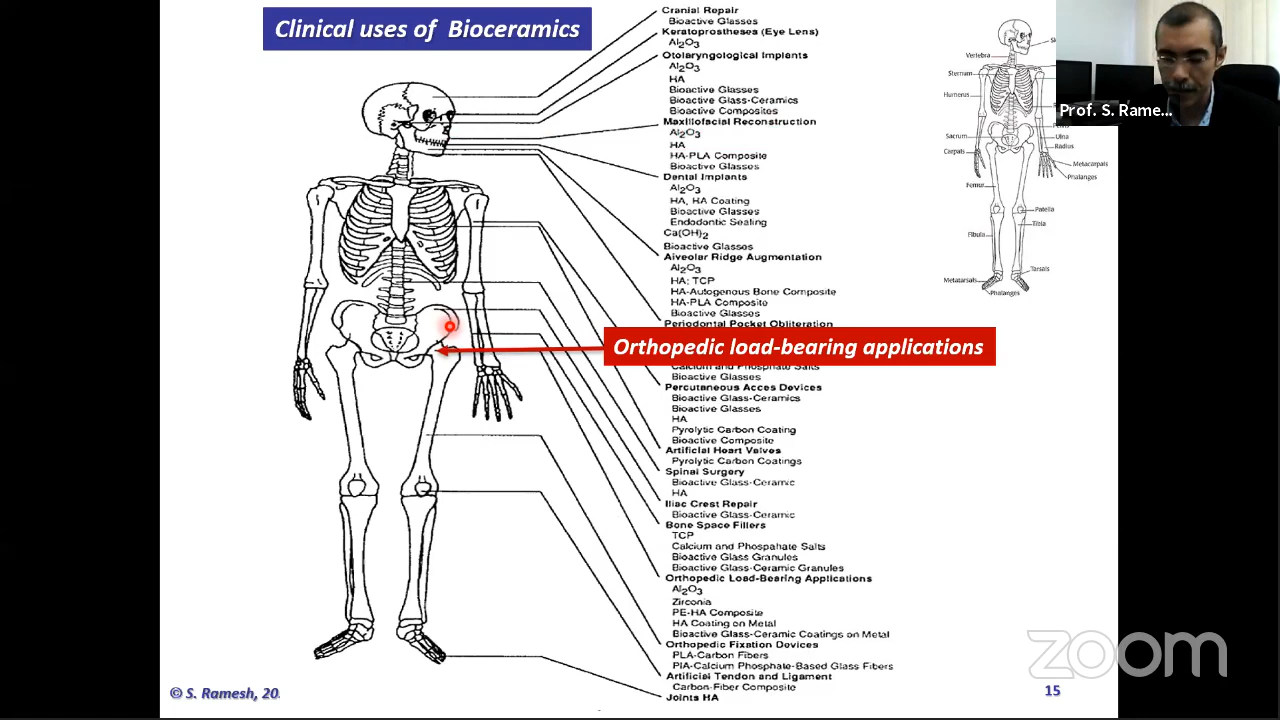 Clinical uses of Bioceramics
Cranial Repair
Bioactive Glasses
Keratoprostheses (Eye Lens)
Al2O3
Otolaryngological Implants
Al2O3
HA
Bioactive Glasses
Bioactive Glass-Ceramics
Bioactive Composites
Maxillofacial Reconstruction
Al2O3
HA
HA-PLA Composite
Bioactive Glasses
Dental Implants
Al2O3
HA, HA Coating
Bioactive Glasses
Endodontic Sealing
Ca(OH)2
Bioactive Glasses
Alveolar Ridge Augmentation
Al2O3
HA; TCP
HA-Autogenous Bone Composite
HA-PLA Composite
Bioactive Glasses
Periodontal Pocket Obliteration
Orthopedic load-bearing applications
Calcium and Phosphate Salts
Bioactive Glasses
Percutaneous Acces Devices
Bioactive Glass-Ceramics
Bioactive Glasses
HA
Pyrolytic Carbon Coating
Bioactive Composite
Artificial Heart Valves
Pyrolytic Carbon Coatings
Spinal Surgery
Bioactive Glass-Ceramic
HA
Iliac Crest Repair
Bioactive Glass-Ceramic
Bone Space Fillers
TCP
Calcium and Phospahate Salts
Bioactive Glass Granules
Bioactive Glass-Ceramic Granules
Orthopedic Load-Bearing Applications
Al2O3
Zirconia
PE-HA Composite
HA Coating on Metal
Bioactive Glass-Ceramic Coatings on Metal
Orthopedic Fixation Devices
PLA-Carbon Fibers
PlA-Calcium Phosphate-Based Glass Fibers
Artificial Tendon and Ligament
Carbon-Fiber Composite
Joints HA
Vertebra
Sternum
Humerus
Sacrum
Carpals
Femur
Fibula
Metatarsals
Phalanges
Ulna
Radius
Metacarpals
Phalanges
Patella
Tibia
Tarsals
Prof. S. Rame...
zoom
© S. Ramesh, 20
15